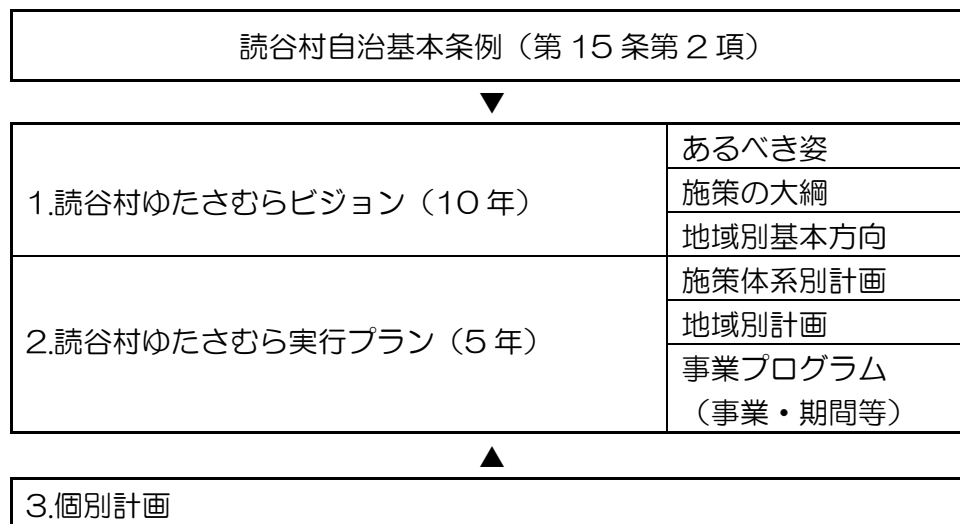 読谷村自治基本条例（第 15 条第 2 項）
▼
1.読谷村ゆたさむらビジョン（10 年）
あるべき姿
施策の大綱
地域別基本方向
2.読谷村ゆたさむら実行プラン（5 年）
施策体系別計画
地域別計画
事業プログラム
（事業・期間等）
▲
3.個別計画